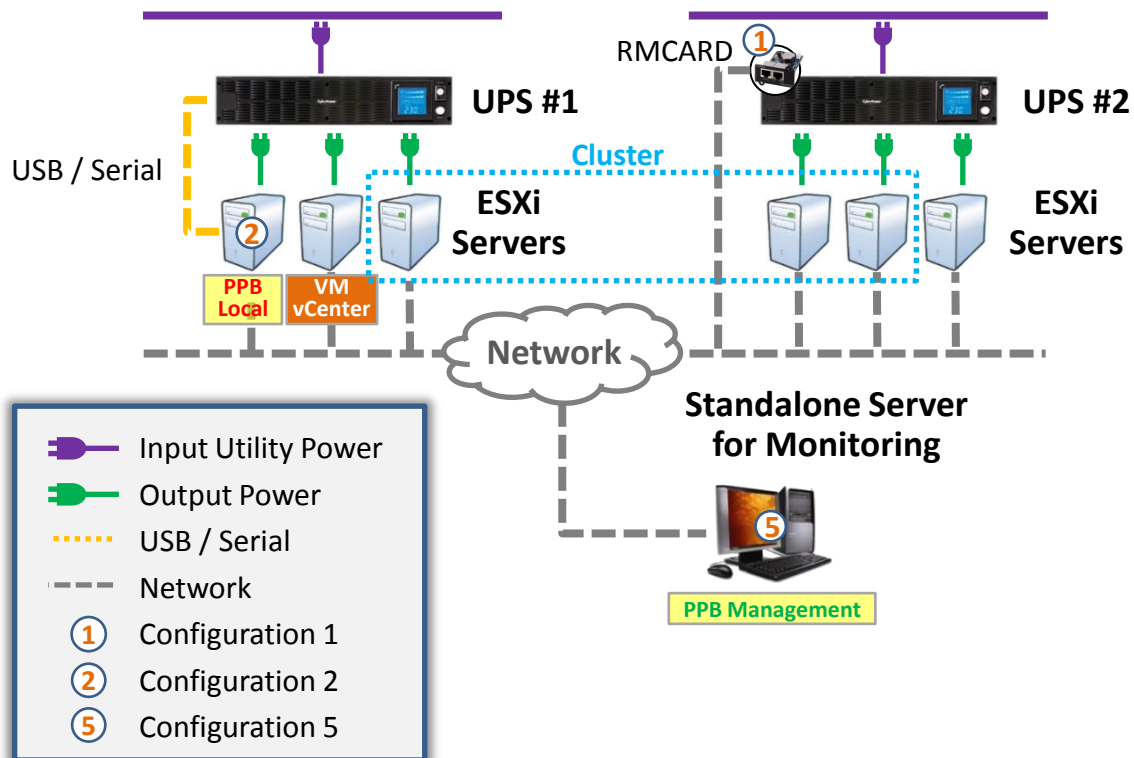 RMCARD
1
UPS #1
UPS #2
USB / Serial
Cluster
2
ESXi
Servers
ESXi
Servers
PPB
Local
VM
vCenter
Network
Standalone Server
for Monitoring
5
PPB Management
Input Utility Power
Output Power
USB / Serial
Network
1 Configuration 1
2 Configuration 2
5 Configuration 5